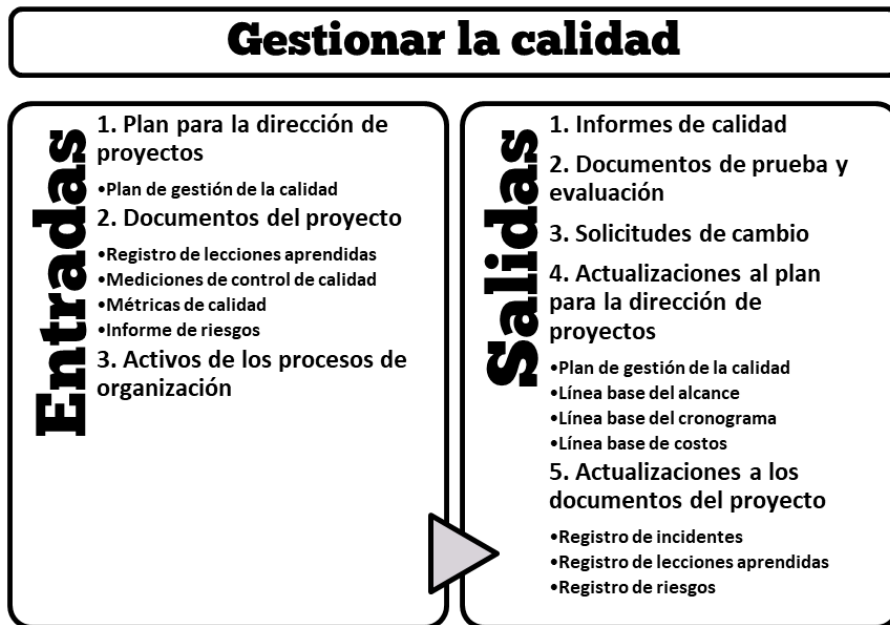 Gestionar la calidad
Entradas
1. Plan para la dirección de
proyectos
•Plan de gestión de la calidad
2. Documentos del proyecto
•Registro de lecciones aprendidas
•Mediciones de control de calidad
•Métricas de calidad
•Informe de riesgos
3. Activos de los procesos de
organización
Salidas
1. Informes de calidad
2. Documentos de prueba y
evaluación
3. Solicitudes de cambio
4. Actualizaciones al plan
para la dirección de
proyectos
•Plan de gestión de la calidad
•Línea base del alcance
•Línea base del cronograma
•Línea base de costos
5. Actualizaciones a los
documentos del proyecto
•Registro de incidentes
•Registro de lecciones aprendidas
•Registro de riesgos